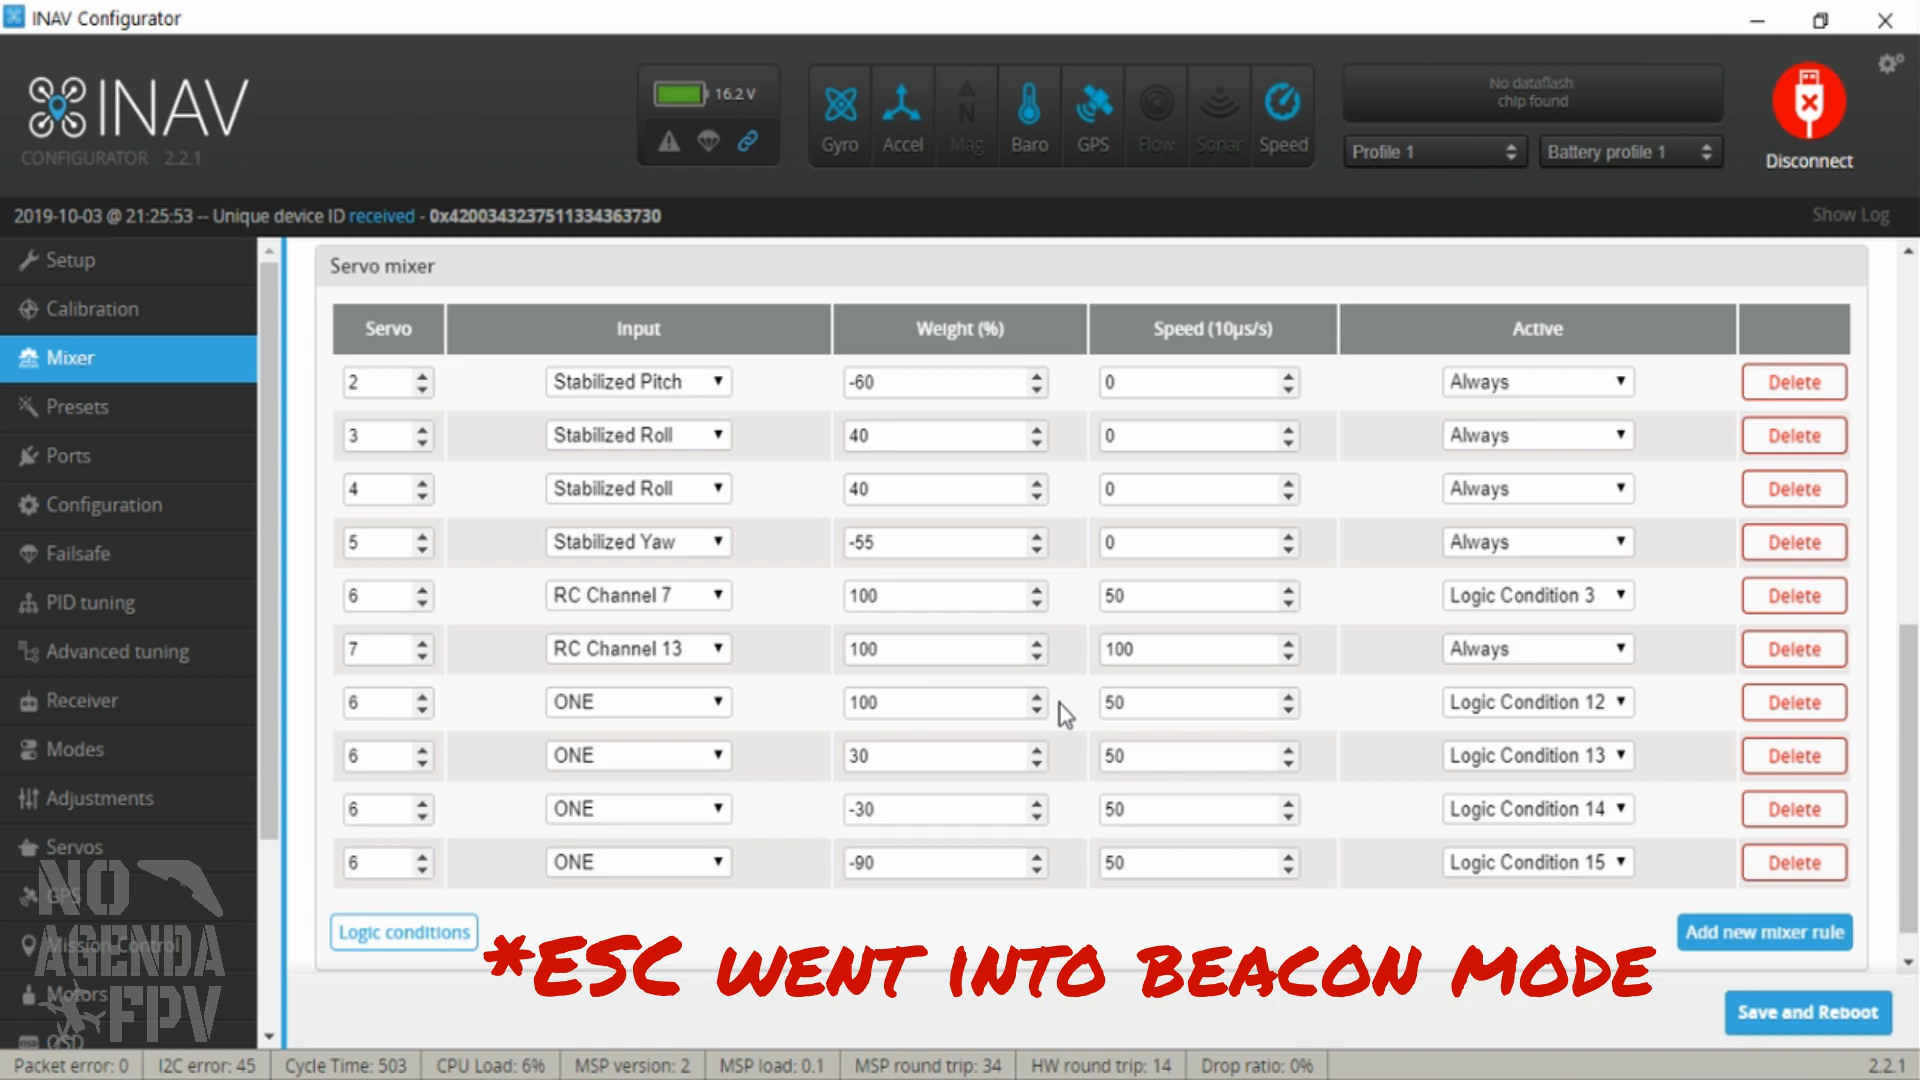 INAV Configurator
INAV
CONFIGURATOR 2.2.1
16.2 V
Gyro Accel Mag Baro GPS Flow Sonar Speed
No dataflash
chip found
Profile 1
Battery profile 1
Disconnect
2019-10-03 @ 21:25:53 -- Unique device ID received - 0x4200343237511334363730
Show Log
Setup
Calibration
Mixer
Presets
Ports
Configuration
Failsafe
PID tuning
Advanced tuning
Receiver
Modes
Adjustments
Servos
GPS
Mission Control
Motors
OSD
NO
AGENDA
FPV
Servo mixer
Servo Input Weight (%) Speed (10µs/s) Active
2 Stabilized Pitch -60 0 Always Delete
3 Stabilized Roll 40 0 Always Delete
4 Stabilized Roll 40 0 Always Delete
5 Stabilized Yaw -55 0 Always Delete
6 RC Channel 7 100 50 Logic Condition 3 Delete
7 RC Channel 13 100 100 Always Delete
6 ONE 100 50 Logic Condition 12 Delete
6 ONE 30 50 Logic Condition 13 Delete
6 ONE -30 50 Logic Condition 14 Delete
6 ONE -90 50 Logic Condition 15 Delete
Logic conditions
Add new mixer rule
*ESC WENT INTO BEACON MODE
Save and Reboot
Packet error: 0 I2C error: 45 Cycle Time: 503 CPU Load: 6% MSP version: 2 MSP load: 0.1 MSP round trip: 34 HW round trip: 14 Drop ratio: 0% 2.2.1